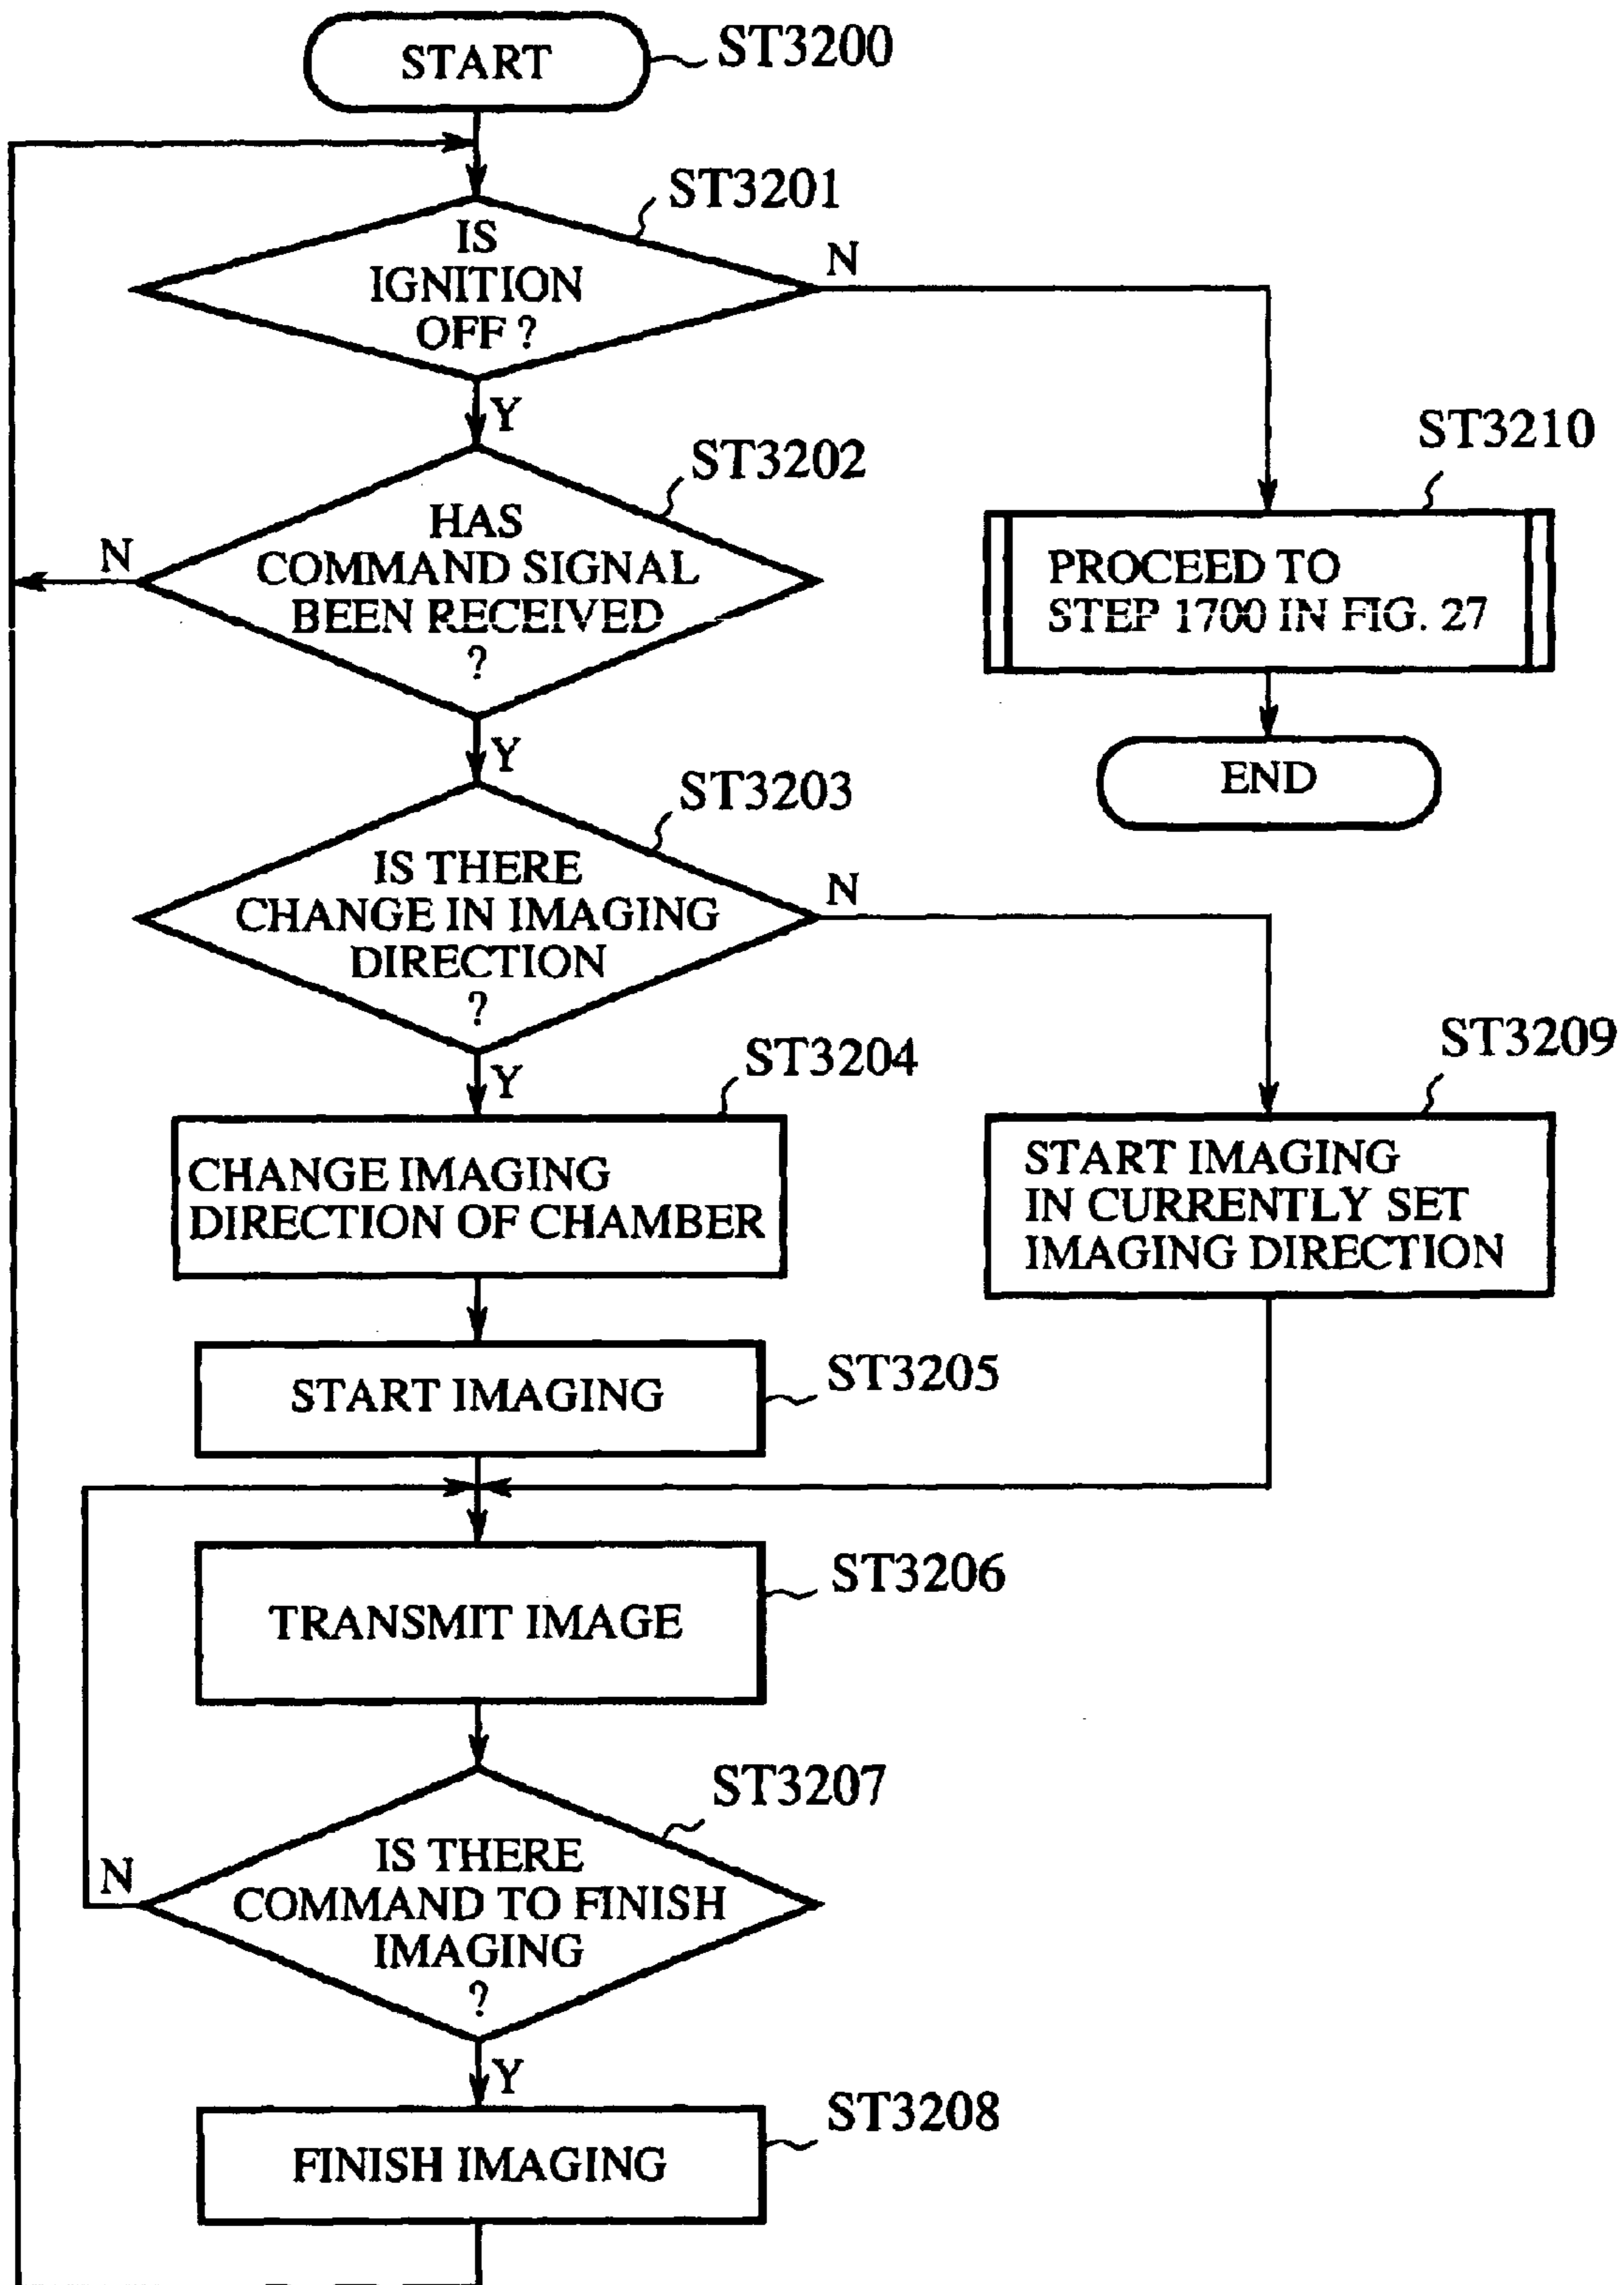 START
ST3200
ST3201
IS
IGNITION
OFF ?
N
Y
ST3202
HAS
COMMAND SIGNAL
BEEN RECEIVED
?
N
Y
ST3210
PROCEED TO
STEP 1700 IN FIG. 27
END
ST3203
IS THERE
CHANGE IN IMAGING
DIRECTION
?
N
Y
ST3204
CHANGE IMAGING
DIRECTION OF CHAMBER
ST3209
START IMAGING
IN CURRENTLY SET
IMAGING DIRECTION
START IMAGING
ST3205
TRANSMIT IMAGE
ST3206
ST3207
IS THERE
COMMAND TO FINISH
IMAGING
?
N
Y
FINISH IMAGING
ST3208